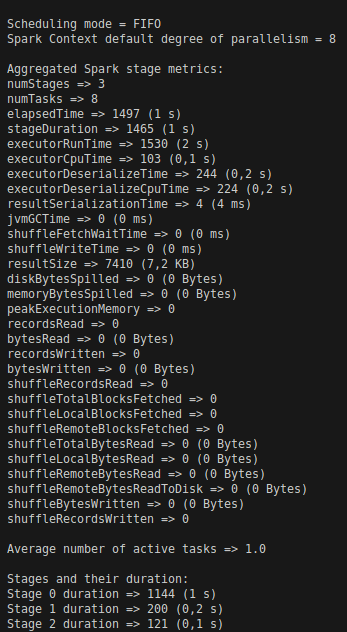 Scheduling mode = FIFO
Spark Context default degree of parallelism = 8
Aggregated Spark stage metrics:
numStages => 3
numTasks => 8
elapsedTime => 1497 (1 s)
stageDuration => 1465 (1 s)
executorRunTime => 1530 (2 s)
executorCpuTime => 103 (0,1 s)
executorDeserializeTime => 244 (0,2 s)
executorDeserializeCpuTime => 224 (0,2 s)
resultSerializationTime => 4 (4 ms)
jvmGCTime => 0 (0 ms)
shuffleFetchWaitTime => 0 (0 ms)
shuffleWriteTime => 0 (0 ms)
resultSize => 7410 (7,2 KB)
diskBytesSpilled => 0 (0 Bytes)
memoryBytesSpilled => 0 (0 Bytes)
peakExecutionMemory => 0
recordsRead => 0
bytesRead => 0 (0 Bytes)
recordsWritten => 0
bytesWritten => 0 (0 Bytes)
shuffleRecordsRead => 0
shuffleTotalBlocksFetched => 0
shuffleLocalBlocksFetched => 0
shuffleRemoteBlocksFetched => 0
shuffleTotalBytesRead => 0 (0 Bytes)
shuffleLocalBytesRead => 0 (0 Bytes)
shuffleRemoteBytesRead => 0 (0 Bytes)
shuffleRemoteBytesReadToDisk => 0 (0 Bytes)
shuffleBytesWritten => 0 (0 Bytes)
shuffleRecordsWritten => 0
Average number of active tasks => 1.0
Stages and their duration:
Stage 0 duration => 1144 (1 s)
Stage 1 duration => 200 (0,2 s)
Stage 2 duration => 121 (0,1 s)